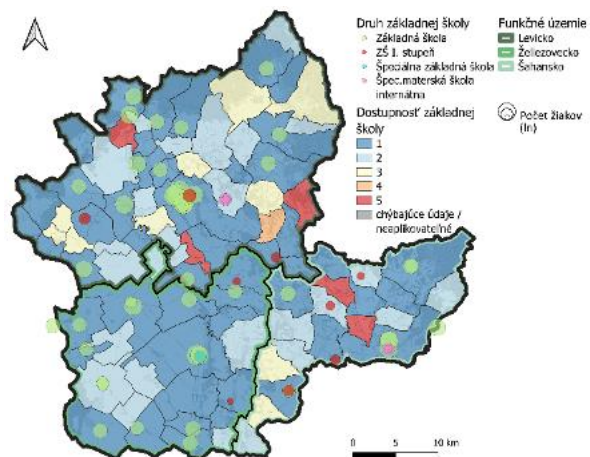 Druh základnej školy
Základná škola
ZŠ I. stupeň
Špeciálna základná škola
Špec.materská škola
internátna
Dostupnosť základnej
školy
1
2
3
4
5
chýbajúce údaje /
neaplikovateľné
Funkčné územie
Levicko
Želiezovecko
Šahansko
Počet žiakov
(ln)
0 5 10 km